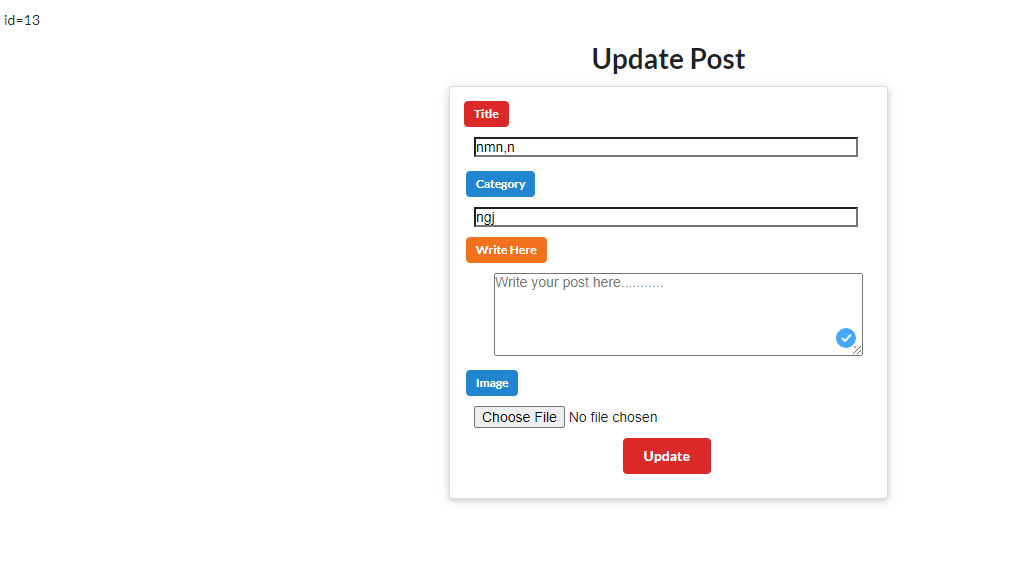 id=13
Update Post
Title
nmn,n
Category
ngj
Write Here
Write your post here...........
Image
Choose File No file chosen
Update